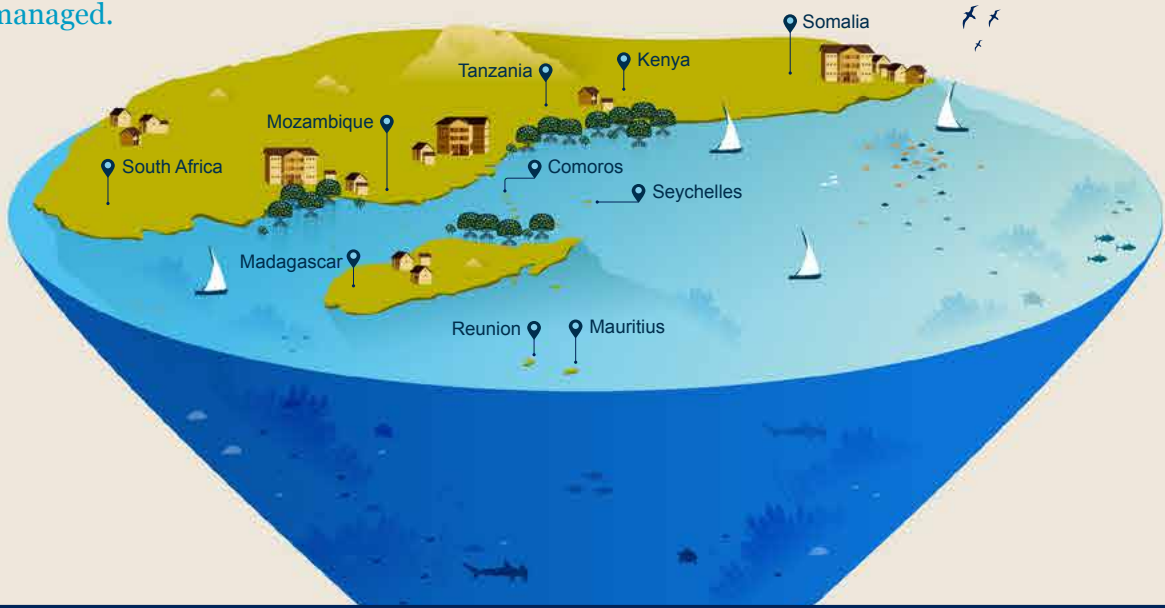 managed.
Somalia
Kenya
Tanzania
Mozambique
South Africa
Comoros
Seychelles
Madagascar
Reunion
Mauritius